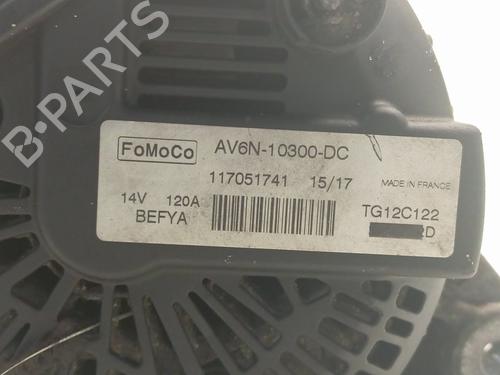 B-PARTS
FoMoCo AV6N-10300-DC
117051741 15/17 MADE IN FRANCE
14V 120A TG12C122
BEFYA D